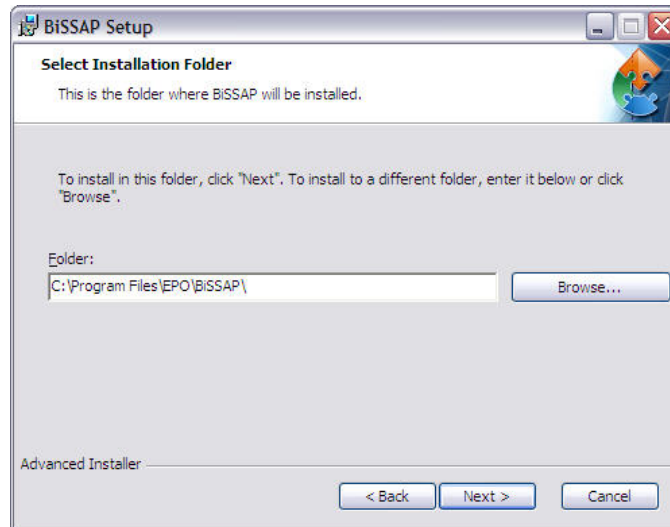 BiSSAP Setup
Select Installation Folder
This is the folder where BiSSAP will be installed.
To install in this folder, click "Next". To install to a different folder, enter it below or click
"Browse".
Folder:
C:\Program Files\EPO\BiSSAP\
Browse...
Advanced Installer
< Back
Next >
Cancel